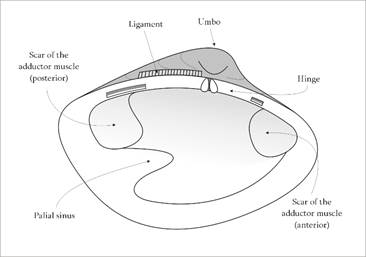 Ligament
Umbo
Scar of the
adductor muscle
(posterior)
Hinge
Palial sinus
Scar of the
adductor muscle
(anterior)